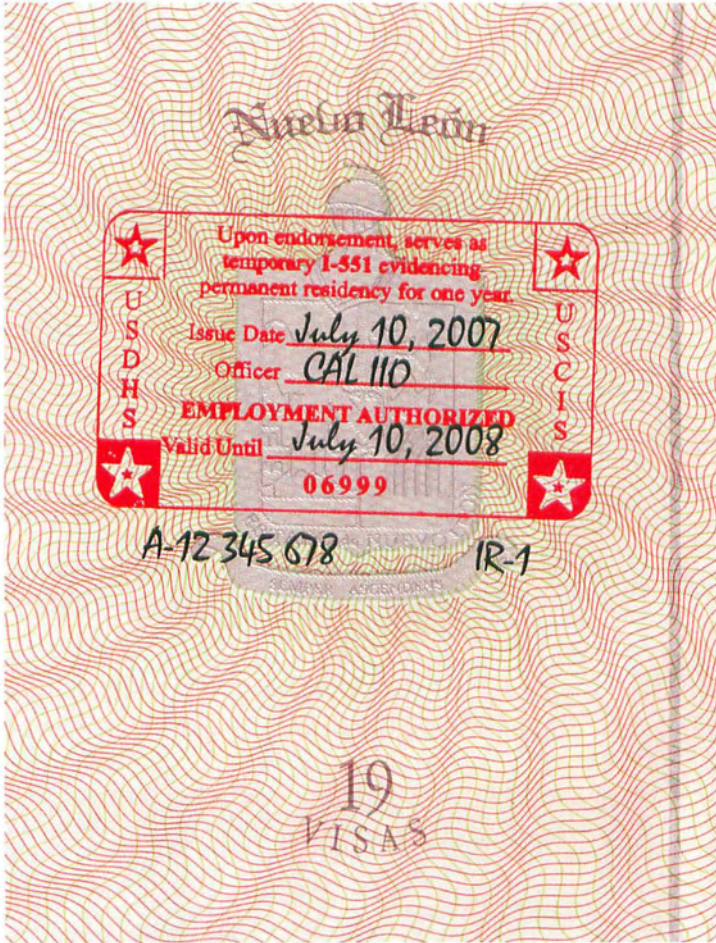 Nuevo León
Upon endorsement, serves as
temporary I-551 evidencing
permanent residency for one year.
USDHS
USCIS
Issue Date July 10, 2007
Officer CAL 110
EMPLOYMENT AUTHORIZED
Valid Until July 10, 2008
06999
A-12 345 678 IR-1
SEMPER ASCENDENS
19
VISAS